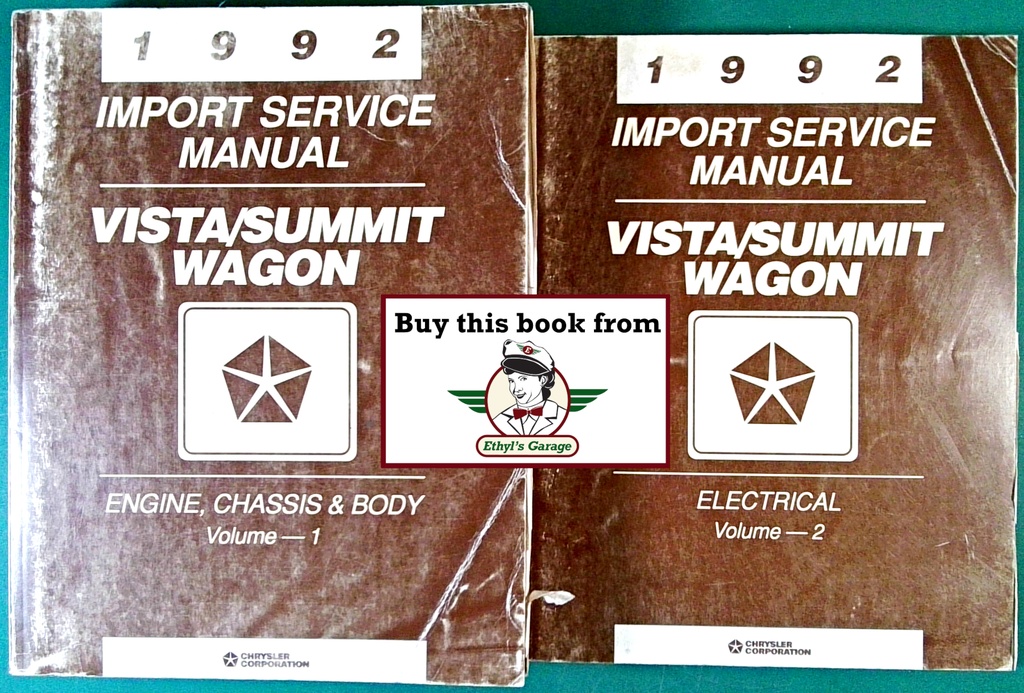 1 9 9 2
IMPORT SERVICE
MANUAL
VISTA/SUMMIT
WAGON
ENGINE, CHASSIS & BODY
Volume — 1
CHRYSLER
CORPORATION
1 9 9 2
IMPORT SERVICE
MANUAL
VISTA/SUMMIT
WAGON
ELECTRICAL
Volume — 2
CHRYSLER
CORPORATION
Buy this book from
E
Ethyl's Garage